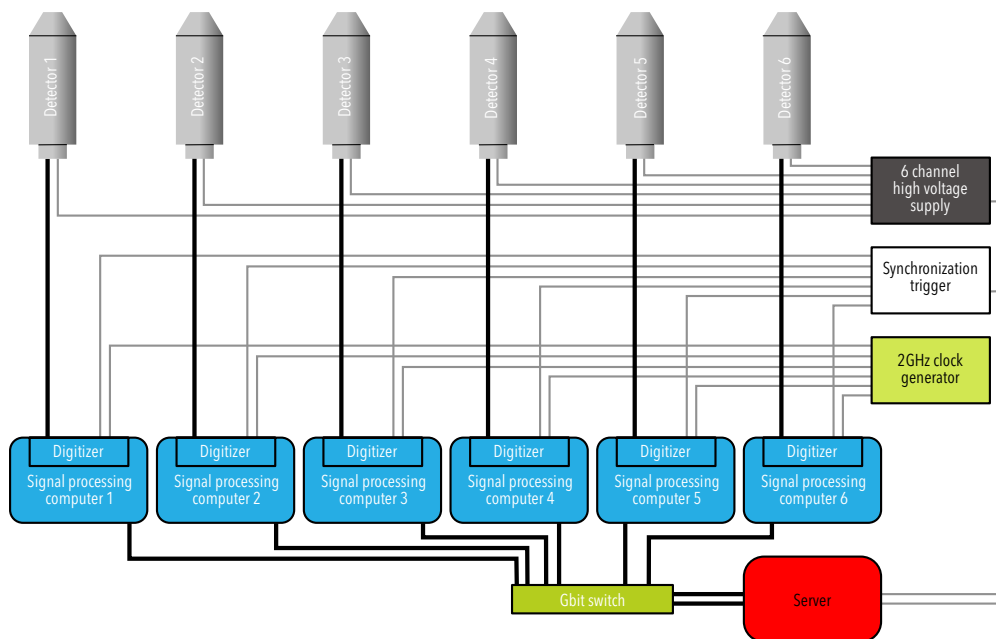 Detector 1
Detector 2
Detector 3
Detector 4
Detector 5
Detector 6
6 channel
high voltage
supply
Synchronization
trigger
2GHz clock
generator
Digitizer
Signal processing
computer 1
Digitizer
Signal processing
computer 2
Digitizer
Signal processing
computer 3
Digitizer
Signal processing
computer 4
Digitizer
Signal processing
computer 5
Digitizer
Signal processing
computer 6
Gbit switch
Server